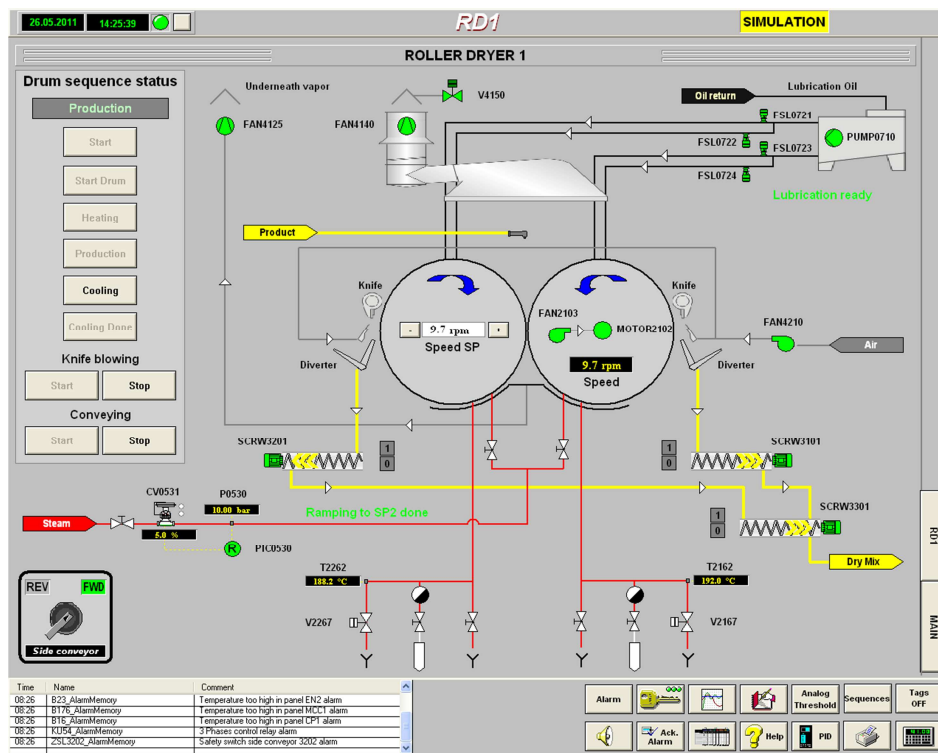 26.05.2011 14:25:39 RD1 SIMULATION
ROLLER DRYER 1
Drum sequence status
Production
Start
Start Drum
Heating
Production
Cooling
Cooling Done
Knife blowing
Start Stop
Conveying
Start Stop
Underneath vapor
FAN4125
FAN4140
V4150
Lubrication Oil
Oil return
FSL0721
FSL0722
FSL0723
FSL0724
PUMP0710
Lubrication ready
Product
Knife
- 9.7 rpm
Speed SP
FAN2103
MOTOR2102
9.7 rpm
Speed
Knife
FAN4210
Air
Diverter
Diverter
SCRW3201
1
0
1
0
SCRW3101
CV0531
5.0 %
P0530
10.00 bar
Steam
R
PTC0530
Ramping to SP2 done
1
0
SCRW3301
Dry Mix
RD1
MAIN
T2262
188.2 °C
T2162
192.0 °C
V2267
V2167
REV FWD
Side conveyor
Time Name Comment
08:26 B23_AlarmMemory Temperature too high in panel EN2 alarm
08:26 B176_AlarmMemory Temperature too high in panel MCC1 alarm
08:26 B16_AlarmMemory Temperature too high in panel CP1 alarm
08:26 KU54_AlarmMemory 3 Phases control relay alarm
08:26 ZSL3202_AlarmMemory Safety switch side conveyor 3202 alarm
Alarm
Analog Threshold
Sequences
Tags OFF
Ack. Alarm
Help
PID